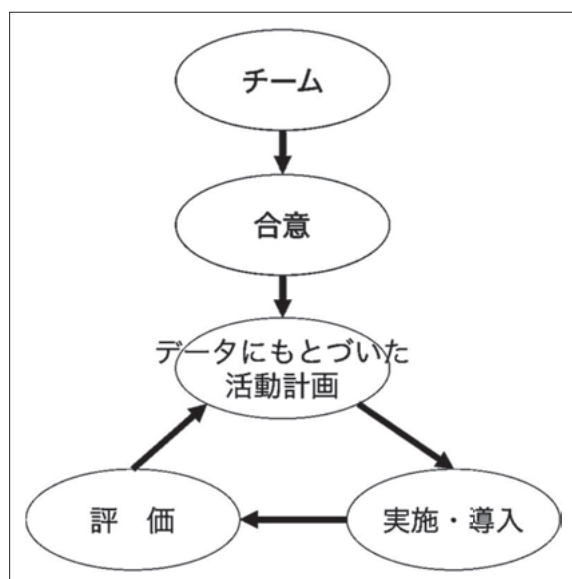 チーム
合意
データにもとづいた
活動計画
評　価
実施・導入